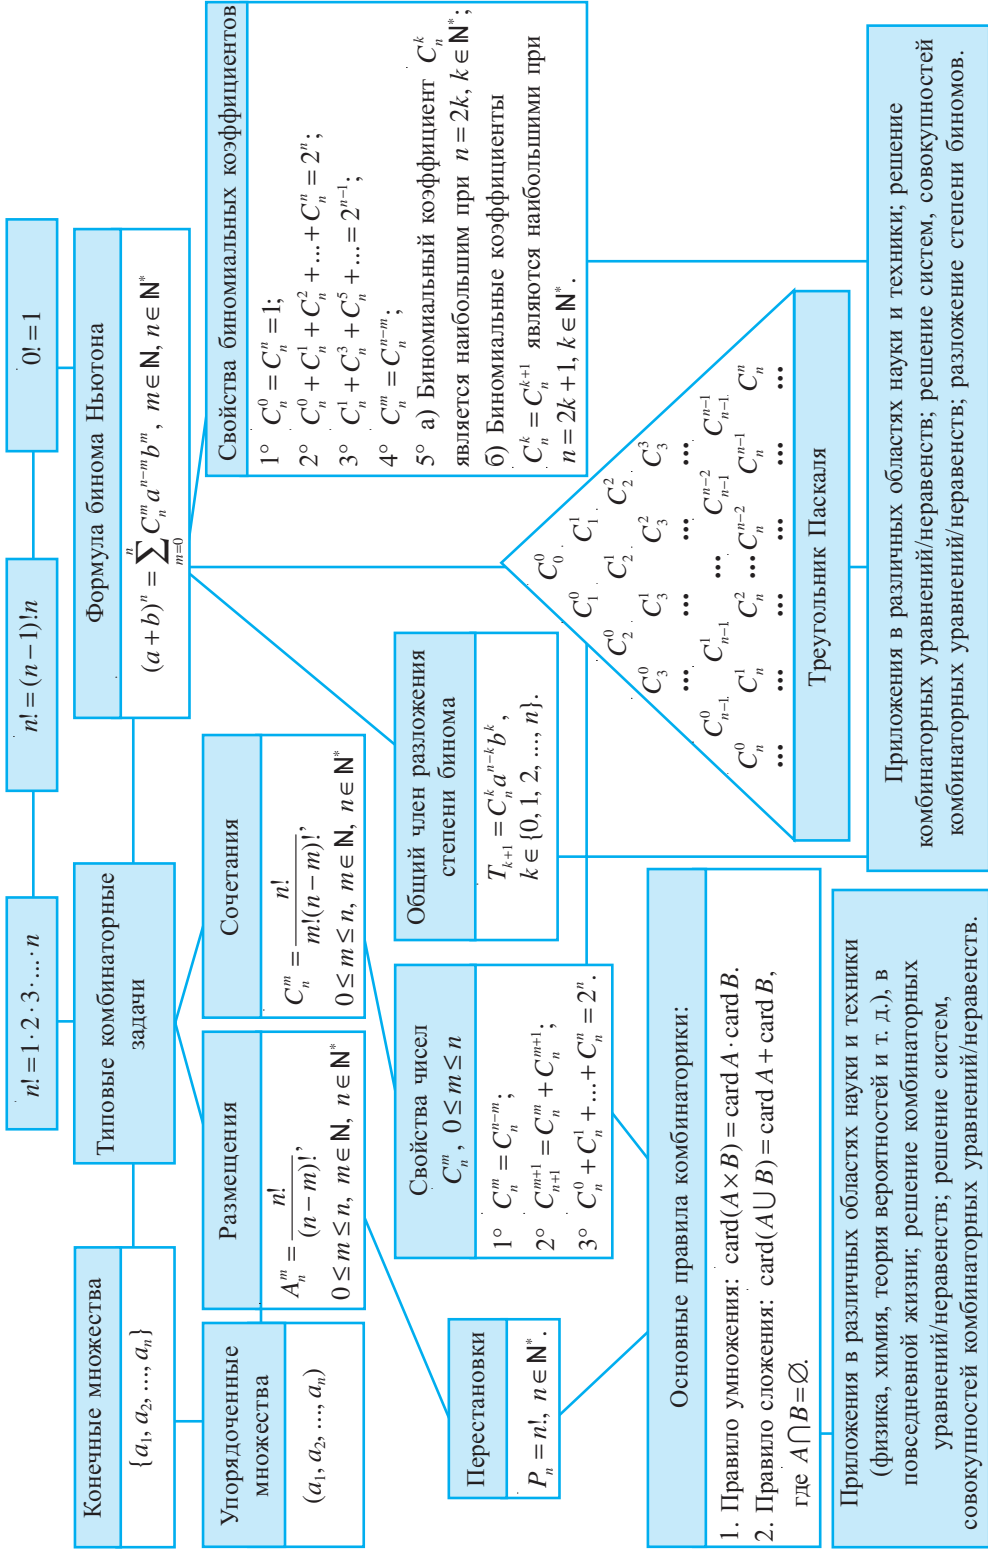 n! = 1 · 2 · 3 · ... · n
n! = (n − 1)! n
0! = 1
Конечные множества
{a₁, a₂, ..., aₙ}
Типовые комбинаторные
задачи
Формула бинома Ньютона
(a + b)ⁿ = ∑_{m=0}^{n} C_n^m a^{n−m} b^m, m ∈ ℕ, n ∈ ℕ*
Упорядоченные
множества
(a₁, a₂, ..., aₙ)
Размещения
A_n^m = n!/(n − m)!,
0 ≤ m ≤ n, m ∈ ℕ, n ∈ ℕ*
Сочетания
C_n^m = n!/(m!(n − m)!),
0 ≤ m ≤ n, m ∈ ℕ, n ∈ ℕ*
Свойства биномиальных коэффициентов
1° C_n^0 = C_n^n = 1;
2° C_n^0 + C_n^1 + C_n^2 + ... + C_n^n = 2^n;
3° C_n^1 + C_n^3 + C_n^5 + ... = 2^{n−1};
4° C_n^m = C_n^{n−m};
5° а) Биномиальный коэффициент C_n^k
является наибольшим при n = 2k, k ∈ ℕ*;
б) Биномиальные коэффициенты
C_n^k = C_n^{k+1} являются наибольшими при
n = 2k + 1, k ∈ ℕ*.
Перестановки
P_n = n!, n ∈ ℕ*.
Свойства чисел
C_n^m, 0 ≤ m ≤ n
1° C_n^m = C_n^{n−m};
2° C_{n+1}^{m+1} = C_n^m + C_n^{m+1};
3° C_n^0 + C_n^1 + ... + C_n^n = 2^n.
Общий член разложения
степени бинома
T_{k+1} = C_n^k a^{n−k} b^k,
k ∈ {0, 1, 2, ..., n}.
C_0^0
C_1^0 C_1^1
C_2^0 C_2^1 C_2^2
C_3^0 C_3^1 C_3^2 C_3^3
... ... ... ...
C_{n−1}^0 C_{n−1}^1 ... C_{n−1}^{n−2} C_{n−1}^{n−1}
C_n^0 C_n^1 C_n^2 ... C_n^{n−2} C_n^{n−1} C_n^n
... ... ... ... ... ...
Треугольник Паскаля
Основные правила комбинаторики:
1. Правило умножения: card(A × B) = card A · card B.
2. Правило сложения: card(A ⋃ B) = card A + card B,
где A ⋂ B = ∅.
Приложения в различных областях науки и техники
(физика, химия, теория вероятностей и т. д.), в
повседневной жизни; решение комбинаторных
уравнений/неравенств; решение систем,
совокупностей комбинаторных уравнений/неравенств.
Приложения в различных областях науки и техники; решение
комбинаторных уравнений/неравенств; решение систем, совокупностей
комбинаторных уравнений/неравенств; разложение степени биномов.